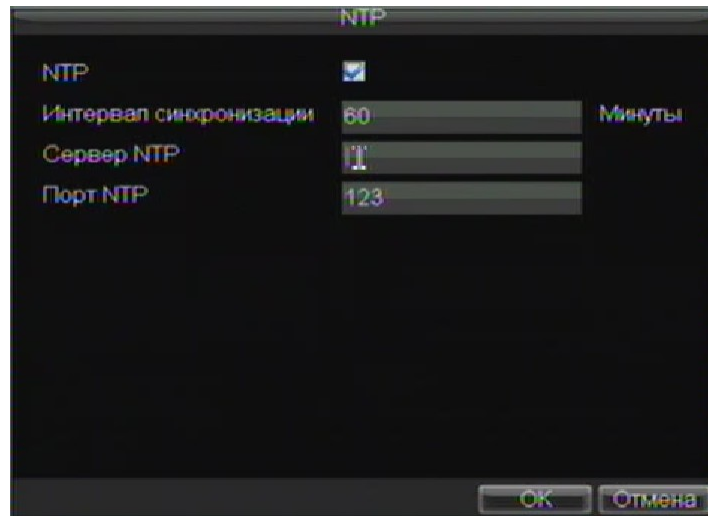 NTP
NTP
Интервал синхронизации 60 Минуты
Сервер NTP
Порт NTP 123
OK Отмена